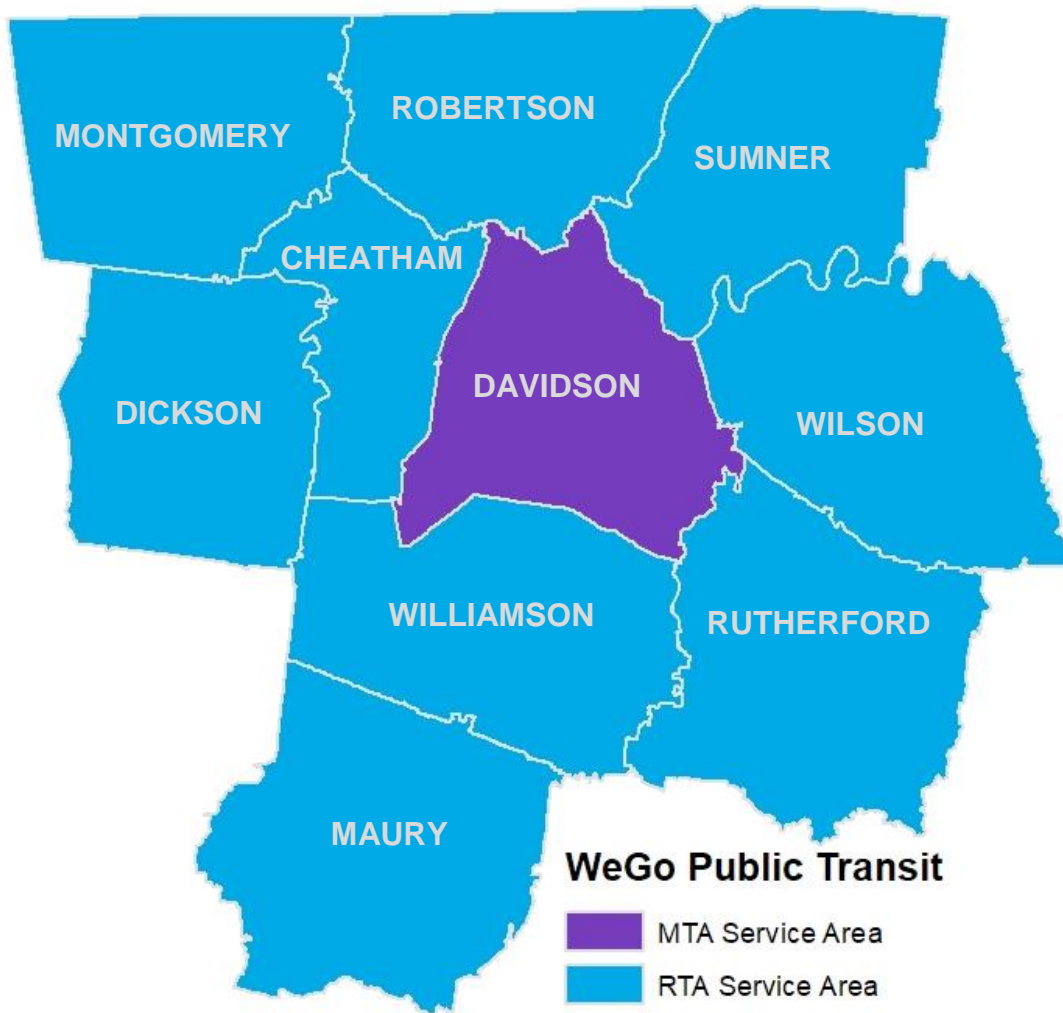 ROBERTSON
MONTGOMERY
SUMNER
CHEATHAM
DAVIDSON
DICKSON
WILSON
WILLIAMSON
RUTHERFORD
MAURY
WeGo Public Transit
MTA Service Area
RTA Service Area